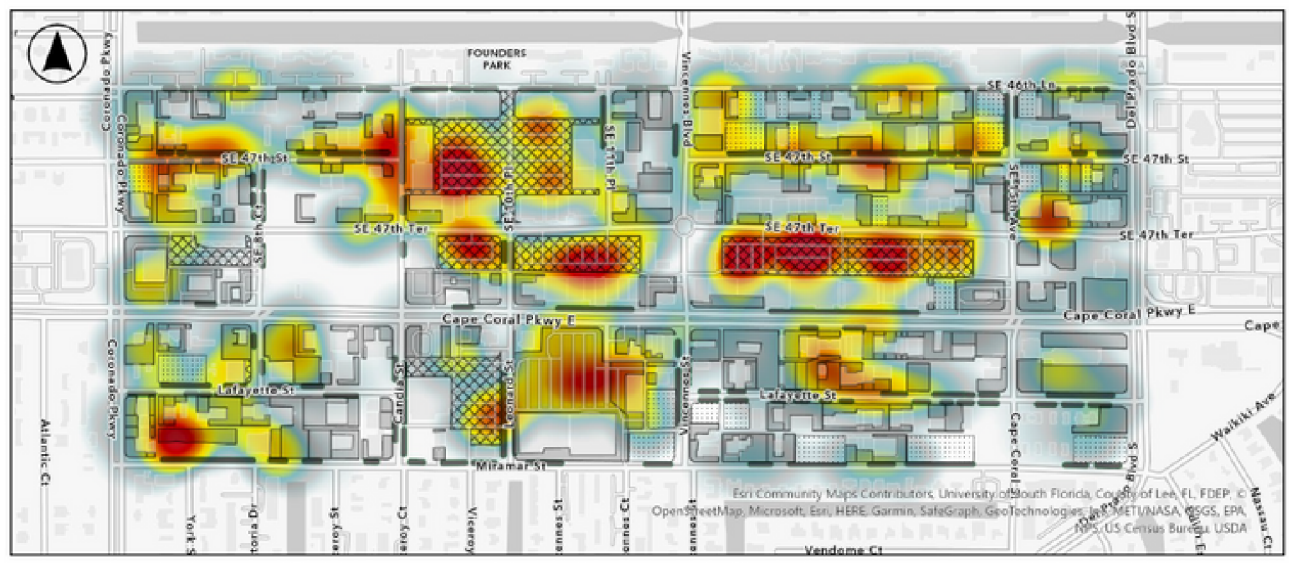 FOUNDERS
PARK
Coronado Pkwy
Coronado Pkwy
Vincennes Blvd
Del Prado Blvd S
SE 46th Ln
SE 47th St
SE 47th St
SE 47th St
SE 10th Pl
SE 11th Pl
SE 8th Ct
SE 47th Ter
SE 47th Ter
SE 47th Ter
Cape Coral Pkwy E
Cape Coral Pkwy E
Cape
Coronado Pkwy
Lafayette St
Lafayette St
Candia St
Leonard St
Vincennes St
Miramar St
Cape Coral S
Del Prado Blvd S
Waikiki Ave
Atlantic Ct
Nassau Ct
Viceroy
Vendome Ct
Esri Community Maps Contributors, University of South Florida, County of Lee, FL, FDEP, ©
OpenStreetMap, Microsoft, Esri, HERE, Garmin, SafeGraph, GeoTechnologies, Inc, METI/NASA, USGS, EPA,
NPS, US Census Bureau, USDA